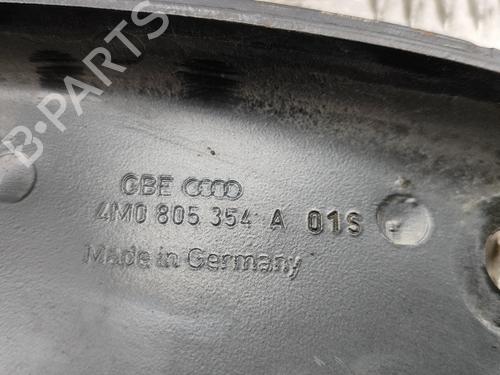 B-Parts
GBE
4M0 805 354 A 01S
Made in Germany